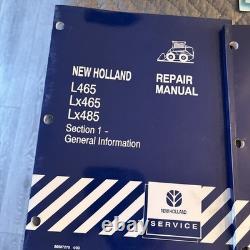 NEW HOLLAND
REPAIR
MANUAL
L465
Lx465
Lx485
Section 1 -
General Information
NEW HOLLAND
SERVICE